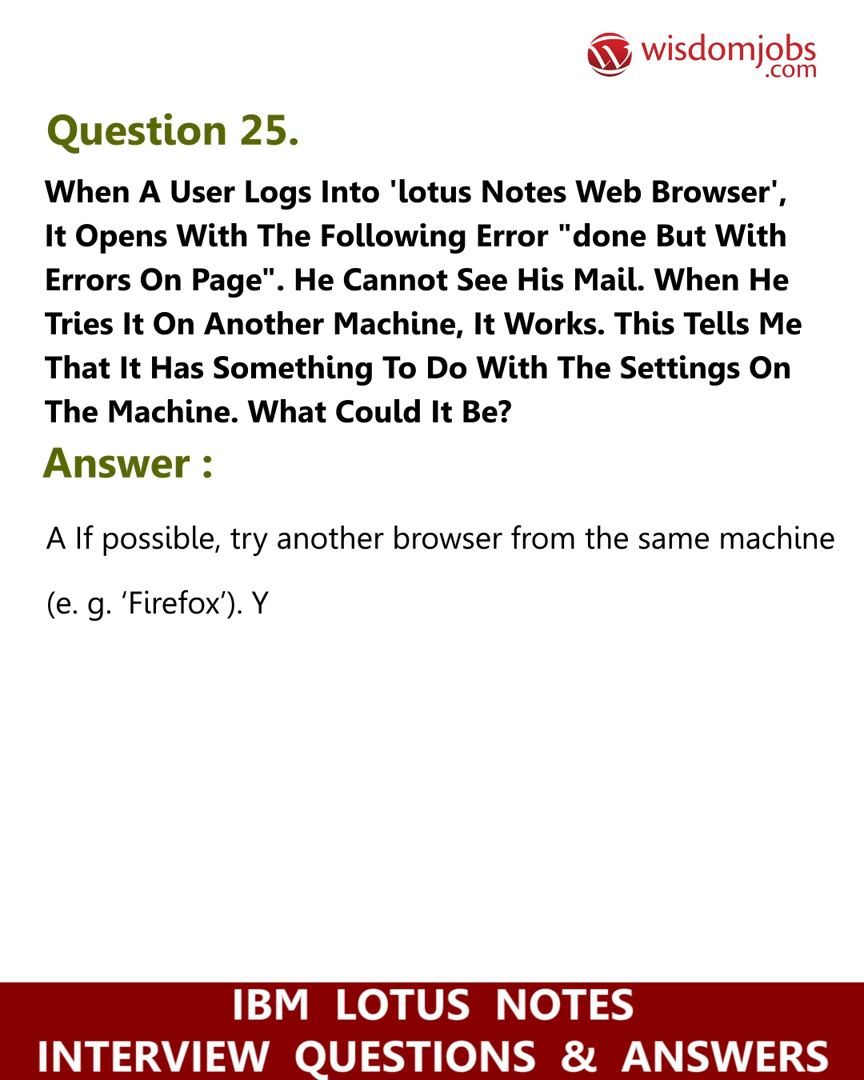 wisdomjobs
.com
Question 25.
When A User Logs Into 'lotus Notes Web Browser',
It Opens With The Following Error "done But With
Errors On Page". He Cannot See His Mail. When He
Tries It On Another Machine, It Works. This Tells Me
That It Has Something To Do With The Settings On
The Machine. What Could It Be?
Answer :
A If possible, try another browser from the same machine
(e. g. ‘Firefox’). Y
IBM LOTUS NOTES
INTERVIEW QUESTIONS & ANSWERS